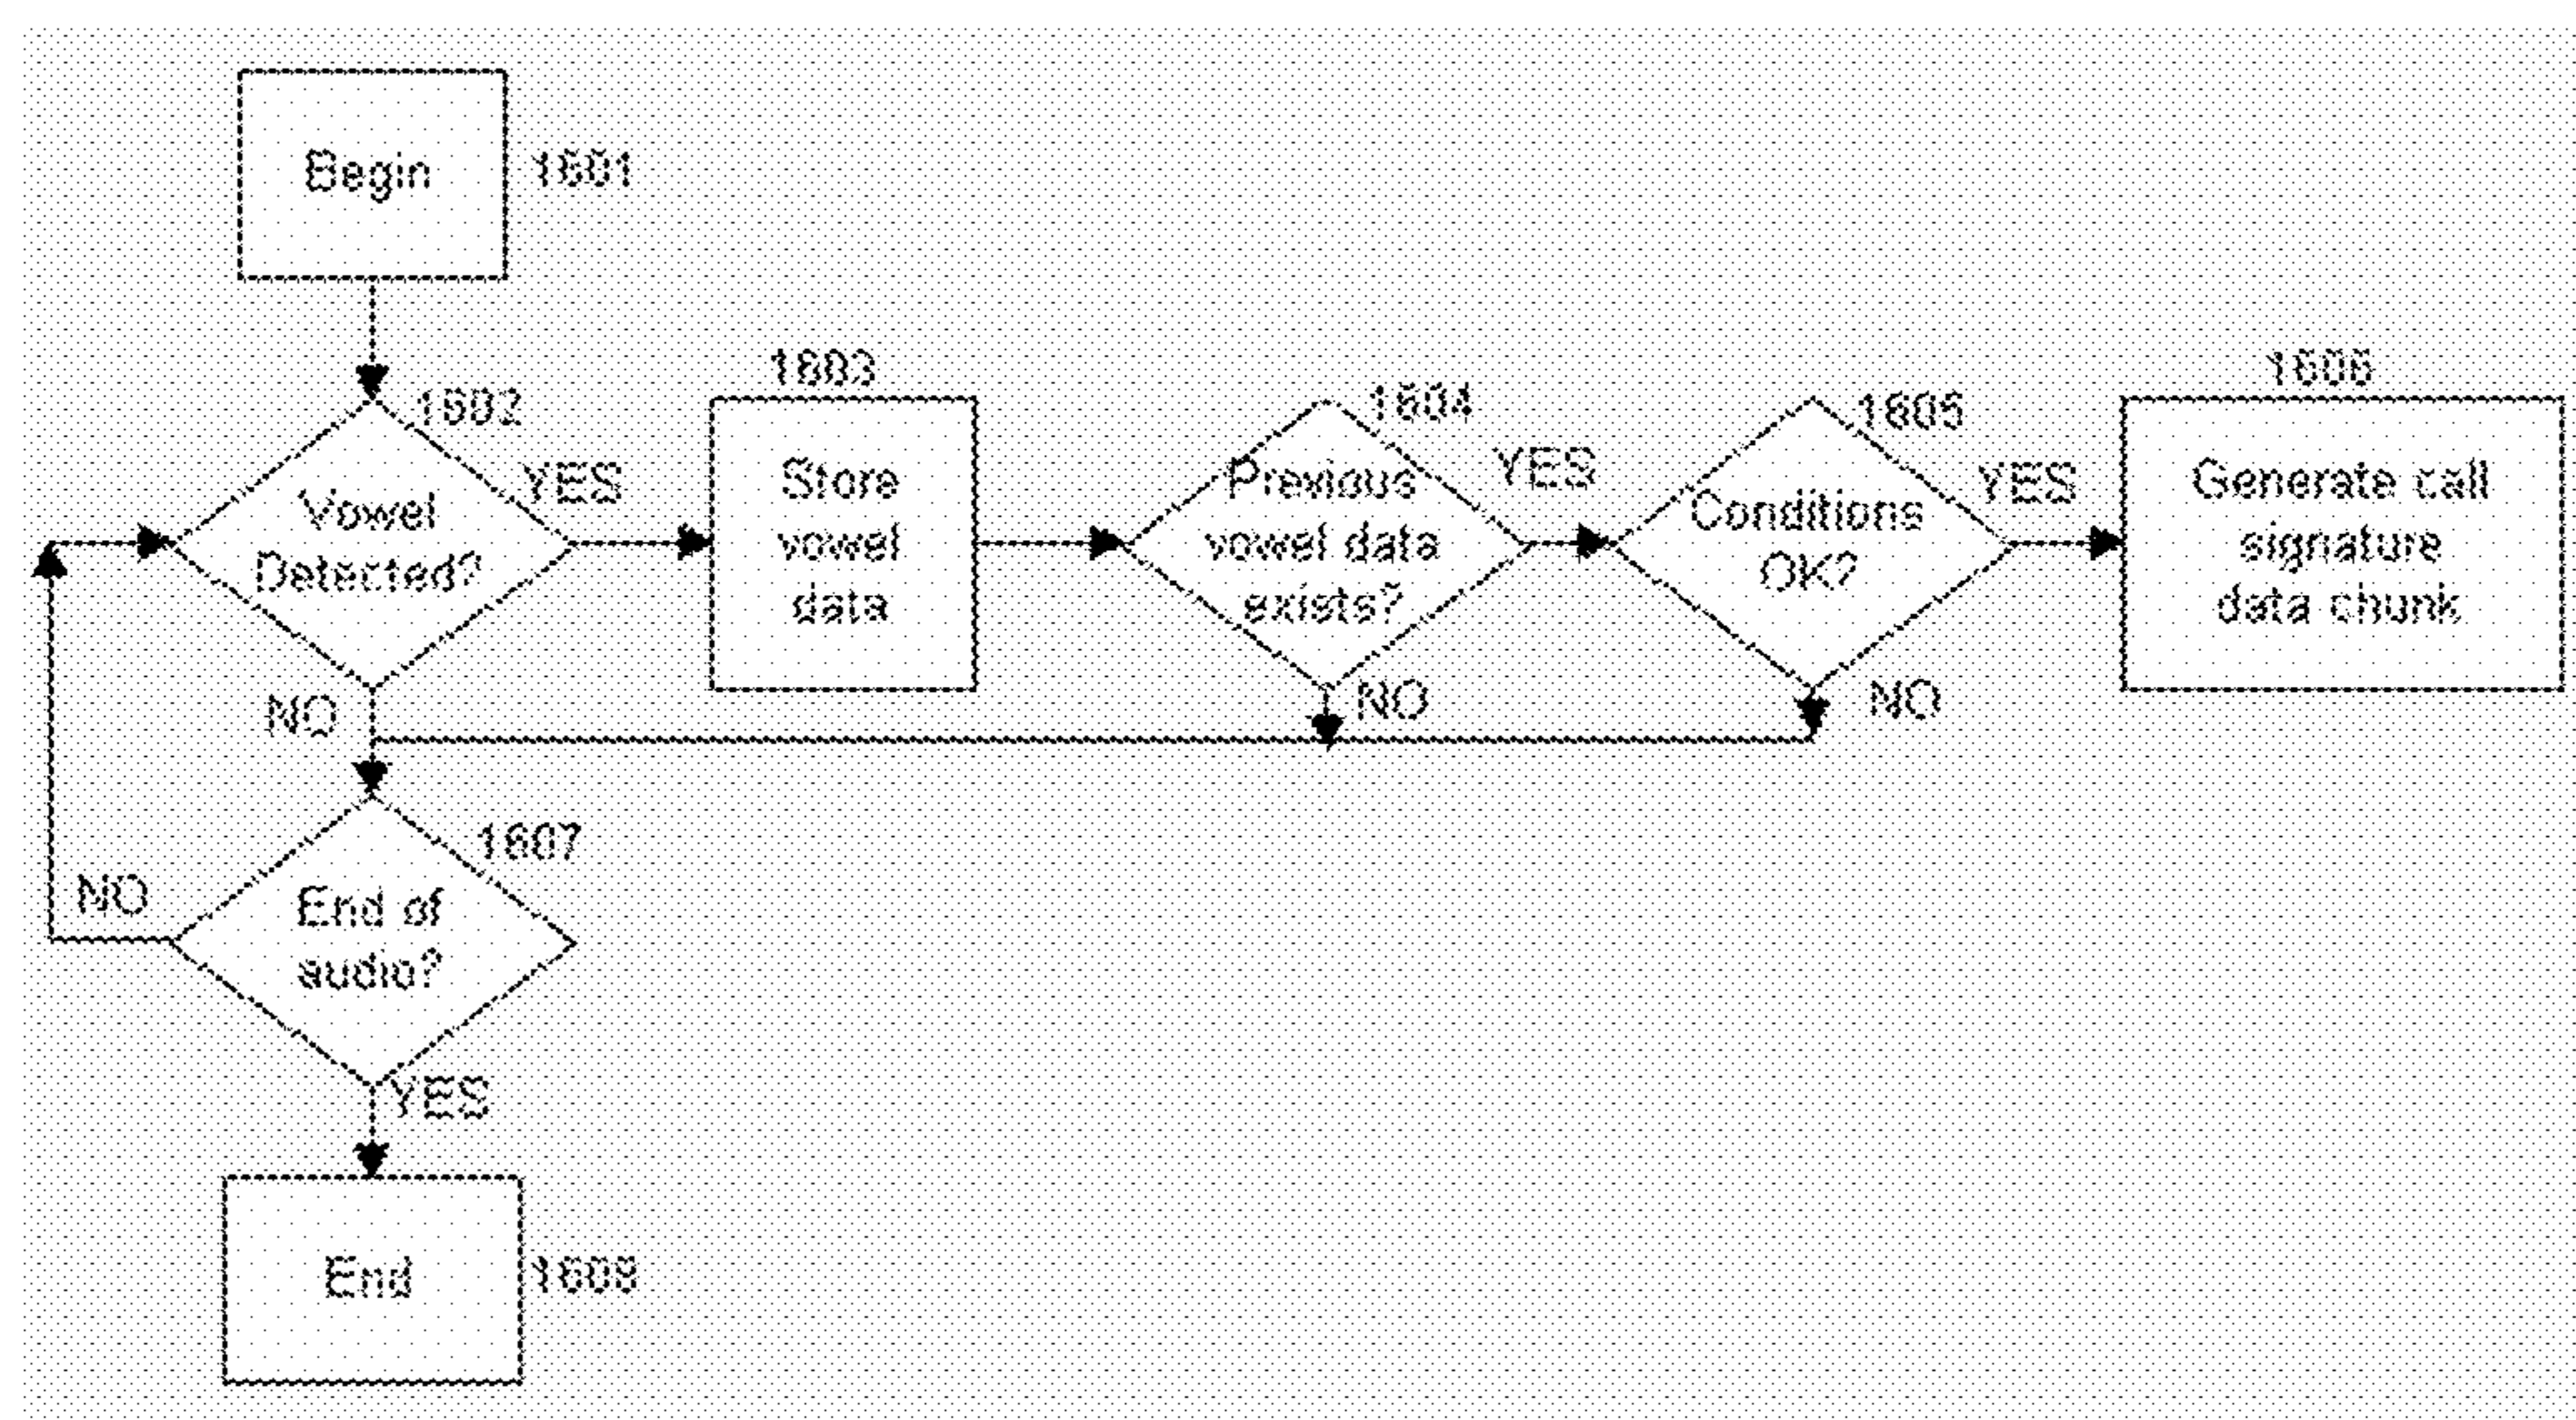 Begin
1601
1602
Vowel
Detected?
YES
NO
1603
Store
vowel
data
1604
Previous
vowel data
exists?
YES
NO
1605
Conditions
OK?
YES
NO
1606
Generate call
signature
data chunk
1607
End of
audio?
NO
YES
End
1608